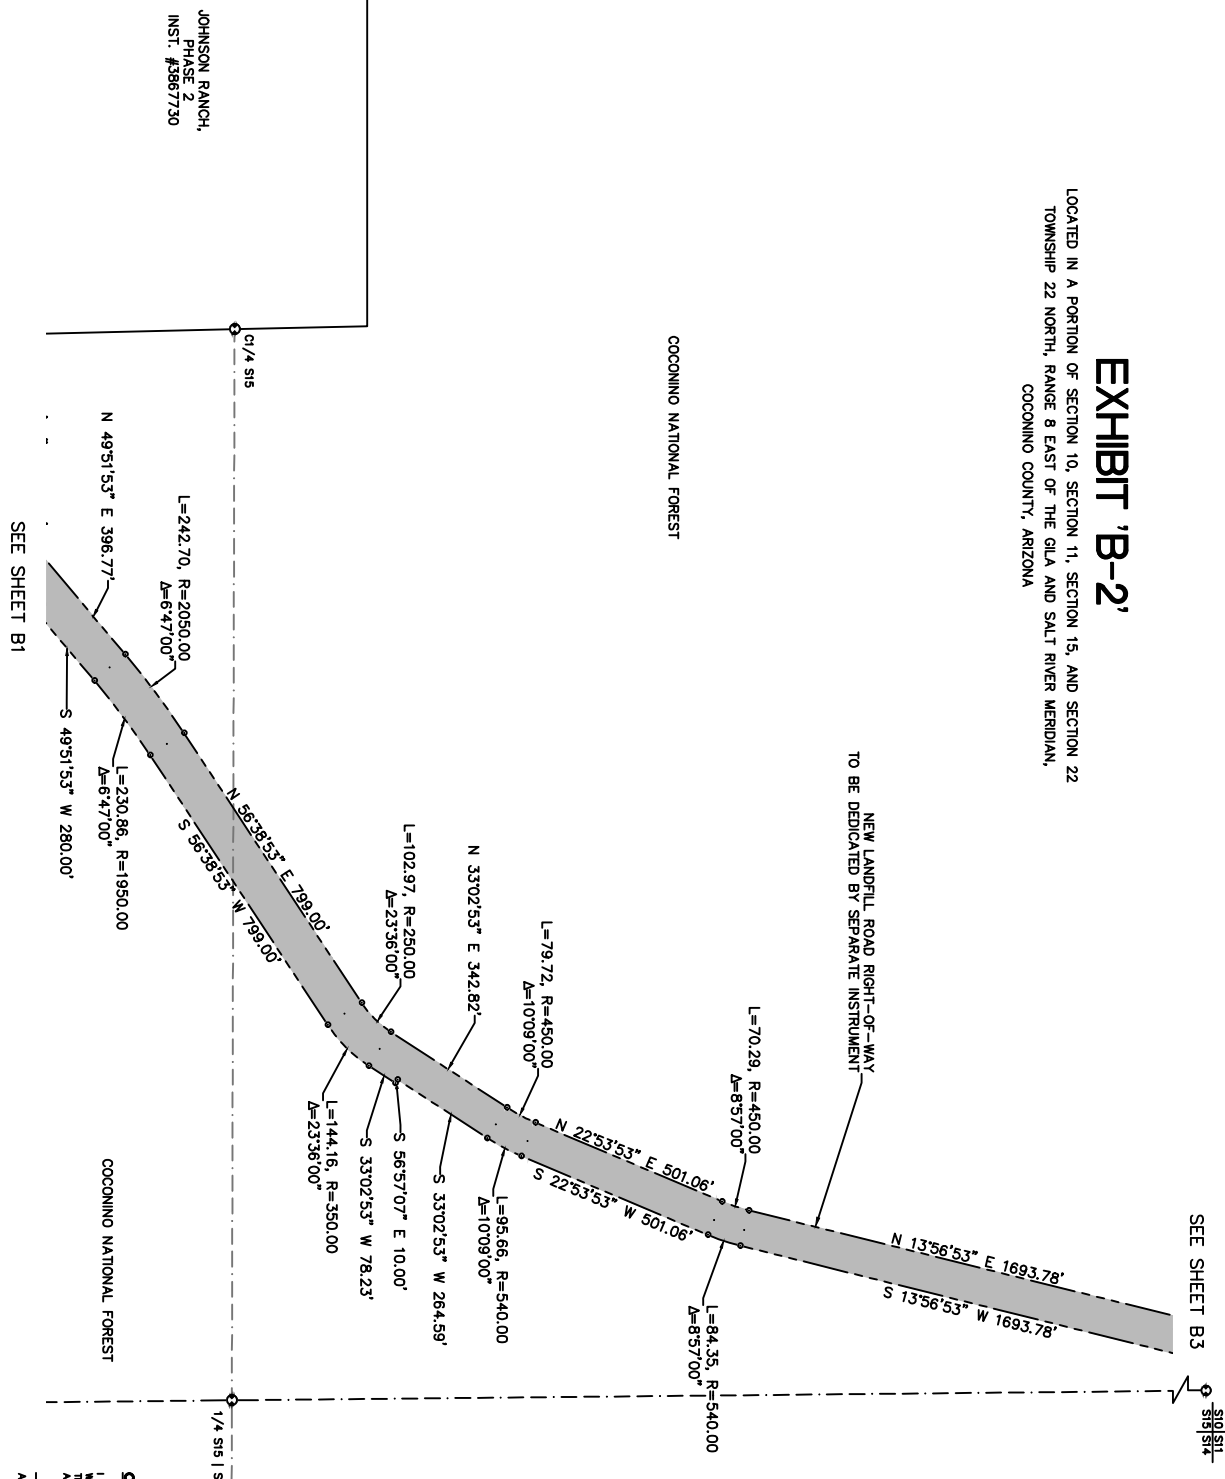 EXHIBIT 'B-2'
LOCATED IN A PORTION OF SECTION 10, SECTION 11, SECTION 15, AND SECTION 22
TOWNSHIP 22 NORTH, RANGE 8 EAST OF THE GILA AND SALT RIVER MERIDIAN,
COCONINO COUNTY, ARIZONA
SEE SHEET B3
S10|S11
S15|S14
N 13°56'53" E 1693.78'
S 13°56'53" W 1693.78'
NEW LANDFILL ROAD RIGHT-OF-WAY
TO BE DEDICATED BY SEPARATE INSTRUMENT
L=70.29, R=450.00
Δ=8°57'00"
L=84.35, R=540.00
Δ=8°57'00"
COCONINO NATIONAL FOREST
N 22°53'53" E 501.06'
S 22°53'53" W 501.06'
L=79.72, R=450.00
Δ=10°09'00"
L=95.66, R=540.00
Δ=10°09'00"
N 33°02'53" E 342.82'
S 33°02'53" W 264.59'
S 56°57'07" E 10.00'
S 33°02'53" W 78.23'
L=102.97, R=250.00
Δ=23°36'00"
L=144.16, R=350.00
Δ=23°36'00"
N 56°38'53" E 799.00'
S 56°38'53" W 799.00'
C1/4 S15
1/4 S15 | S
JOHNSON RANCH,
PHASE 2
INST. #3867730
L=242.70, R=2050.00
Δ=6°47'00"
L=230.86, R=1950.00
Δ=6°47'00"
N 49°51'53" E 396.77'
S 49°51'53" W 280.00'
COCONINO NATIONAL FOREST
SEE SHEET B1